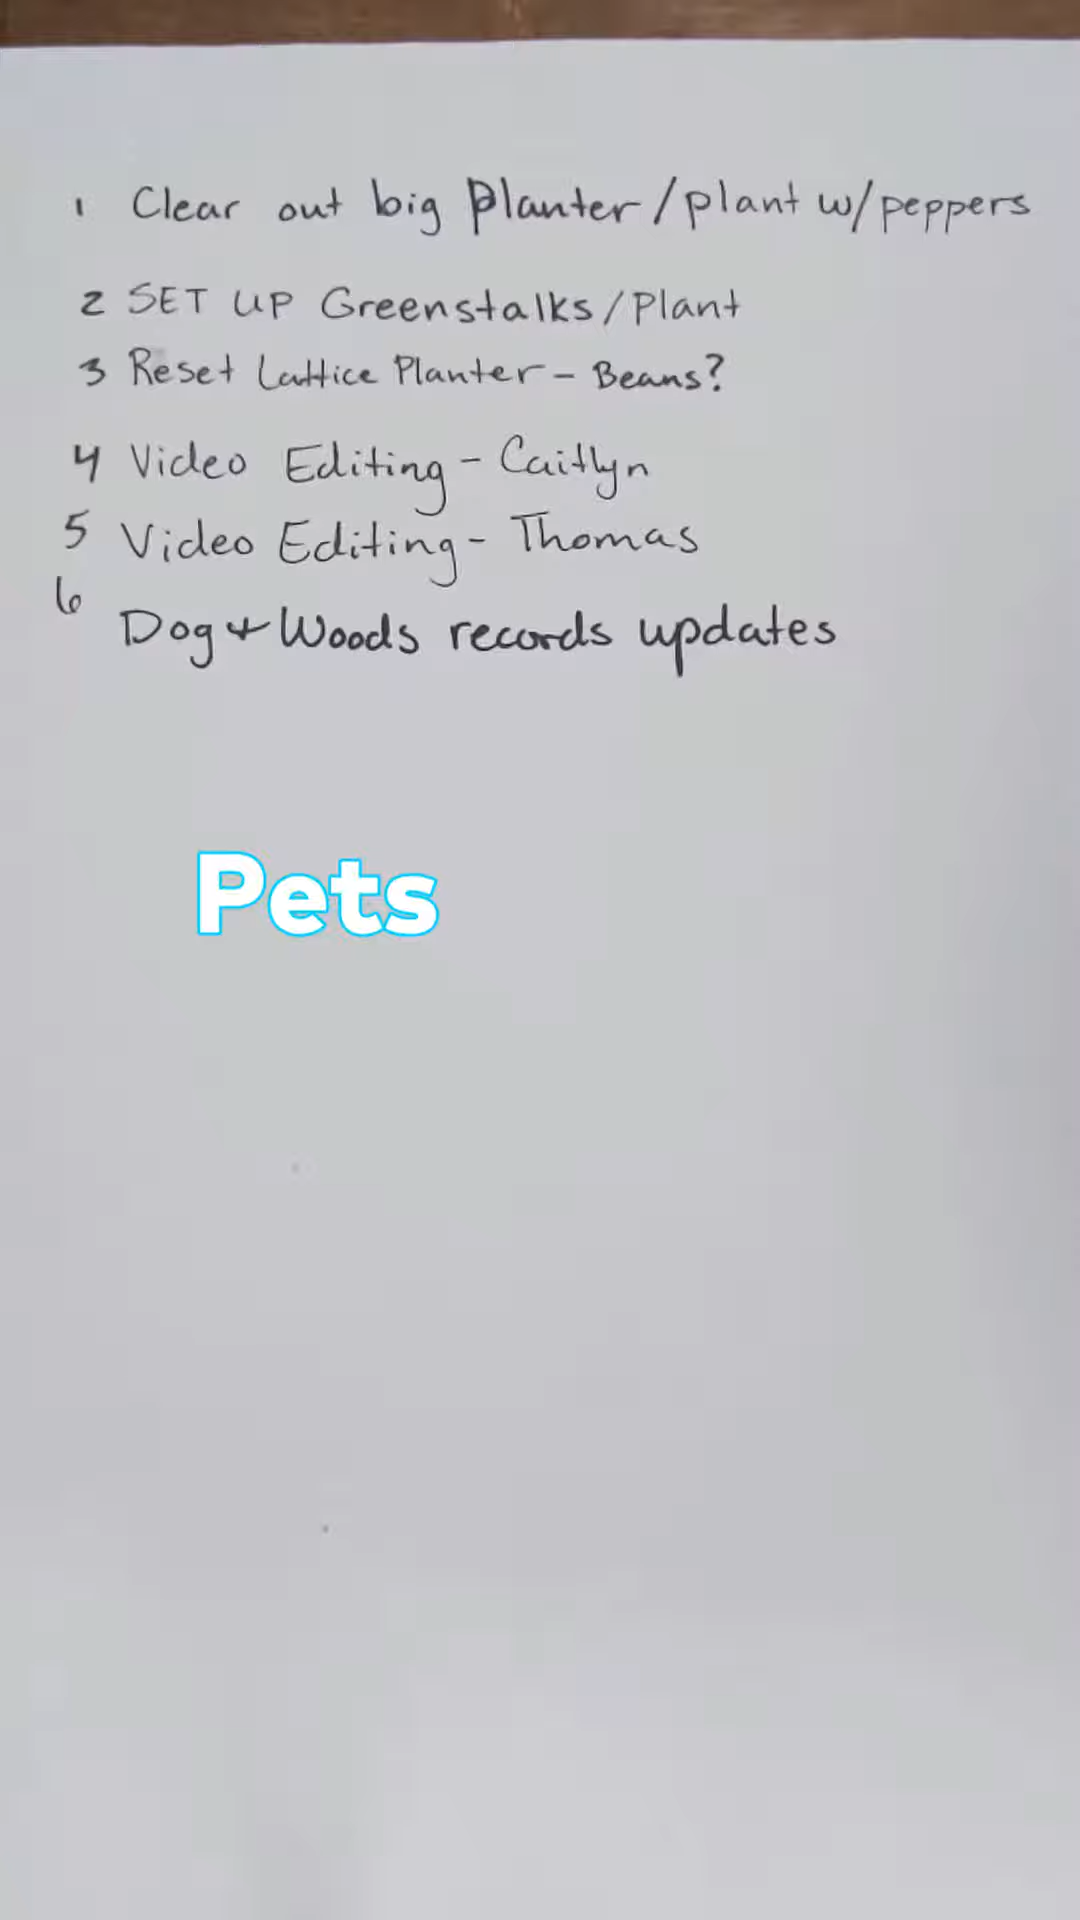 1 Clear out big Planter/plant w/peppers
2 SET UP Greenstalks/Plant
3 Reset Lattice Planter - Beans?
4 Video Editing - Caitlyn
5 Video Editing - Thomas
6 Dog + Woods records updates
Pets